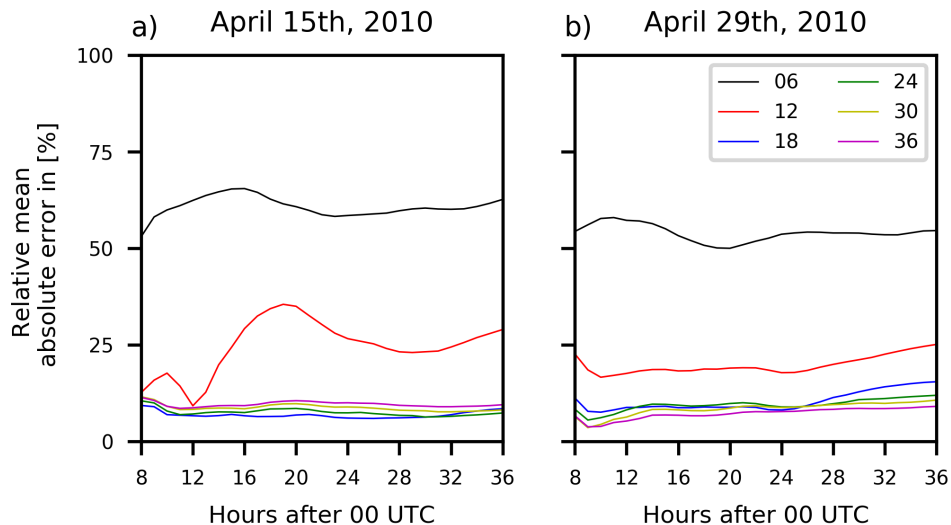 a) April 15th, 2010
b) April 29th, 2010
Relative mean
absolute error in [%]
100
75
50
25
0
8 12 16 20 24 28 32 36
Hours after 00 UTC
06 24
12 30
18 36
8 12 16 20 24 28 32 36
Hours after 00 UTC